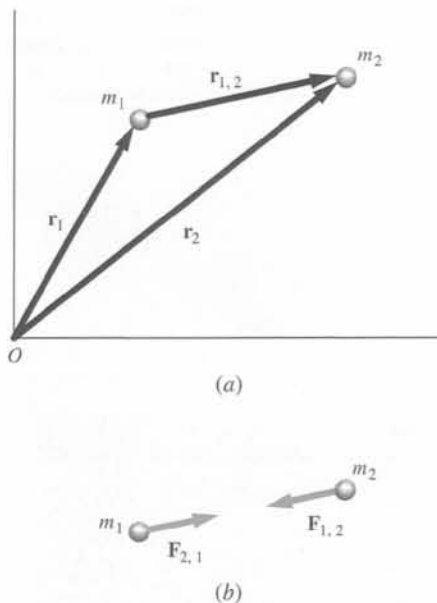 m₂
r₁, ₂
m₁
r₁
r₂
O
(a)
m₂
m₁
F₁, ₂
F₂, ₁
(b)